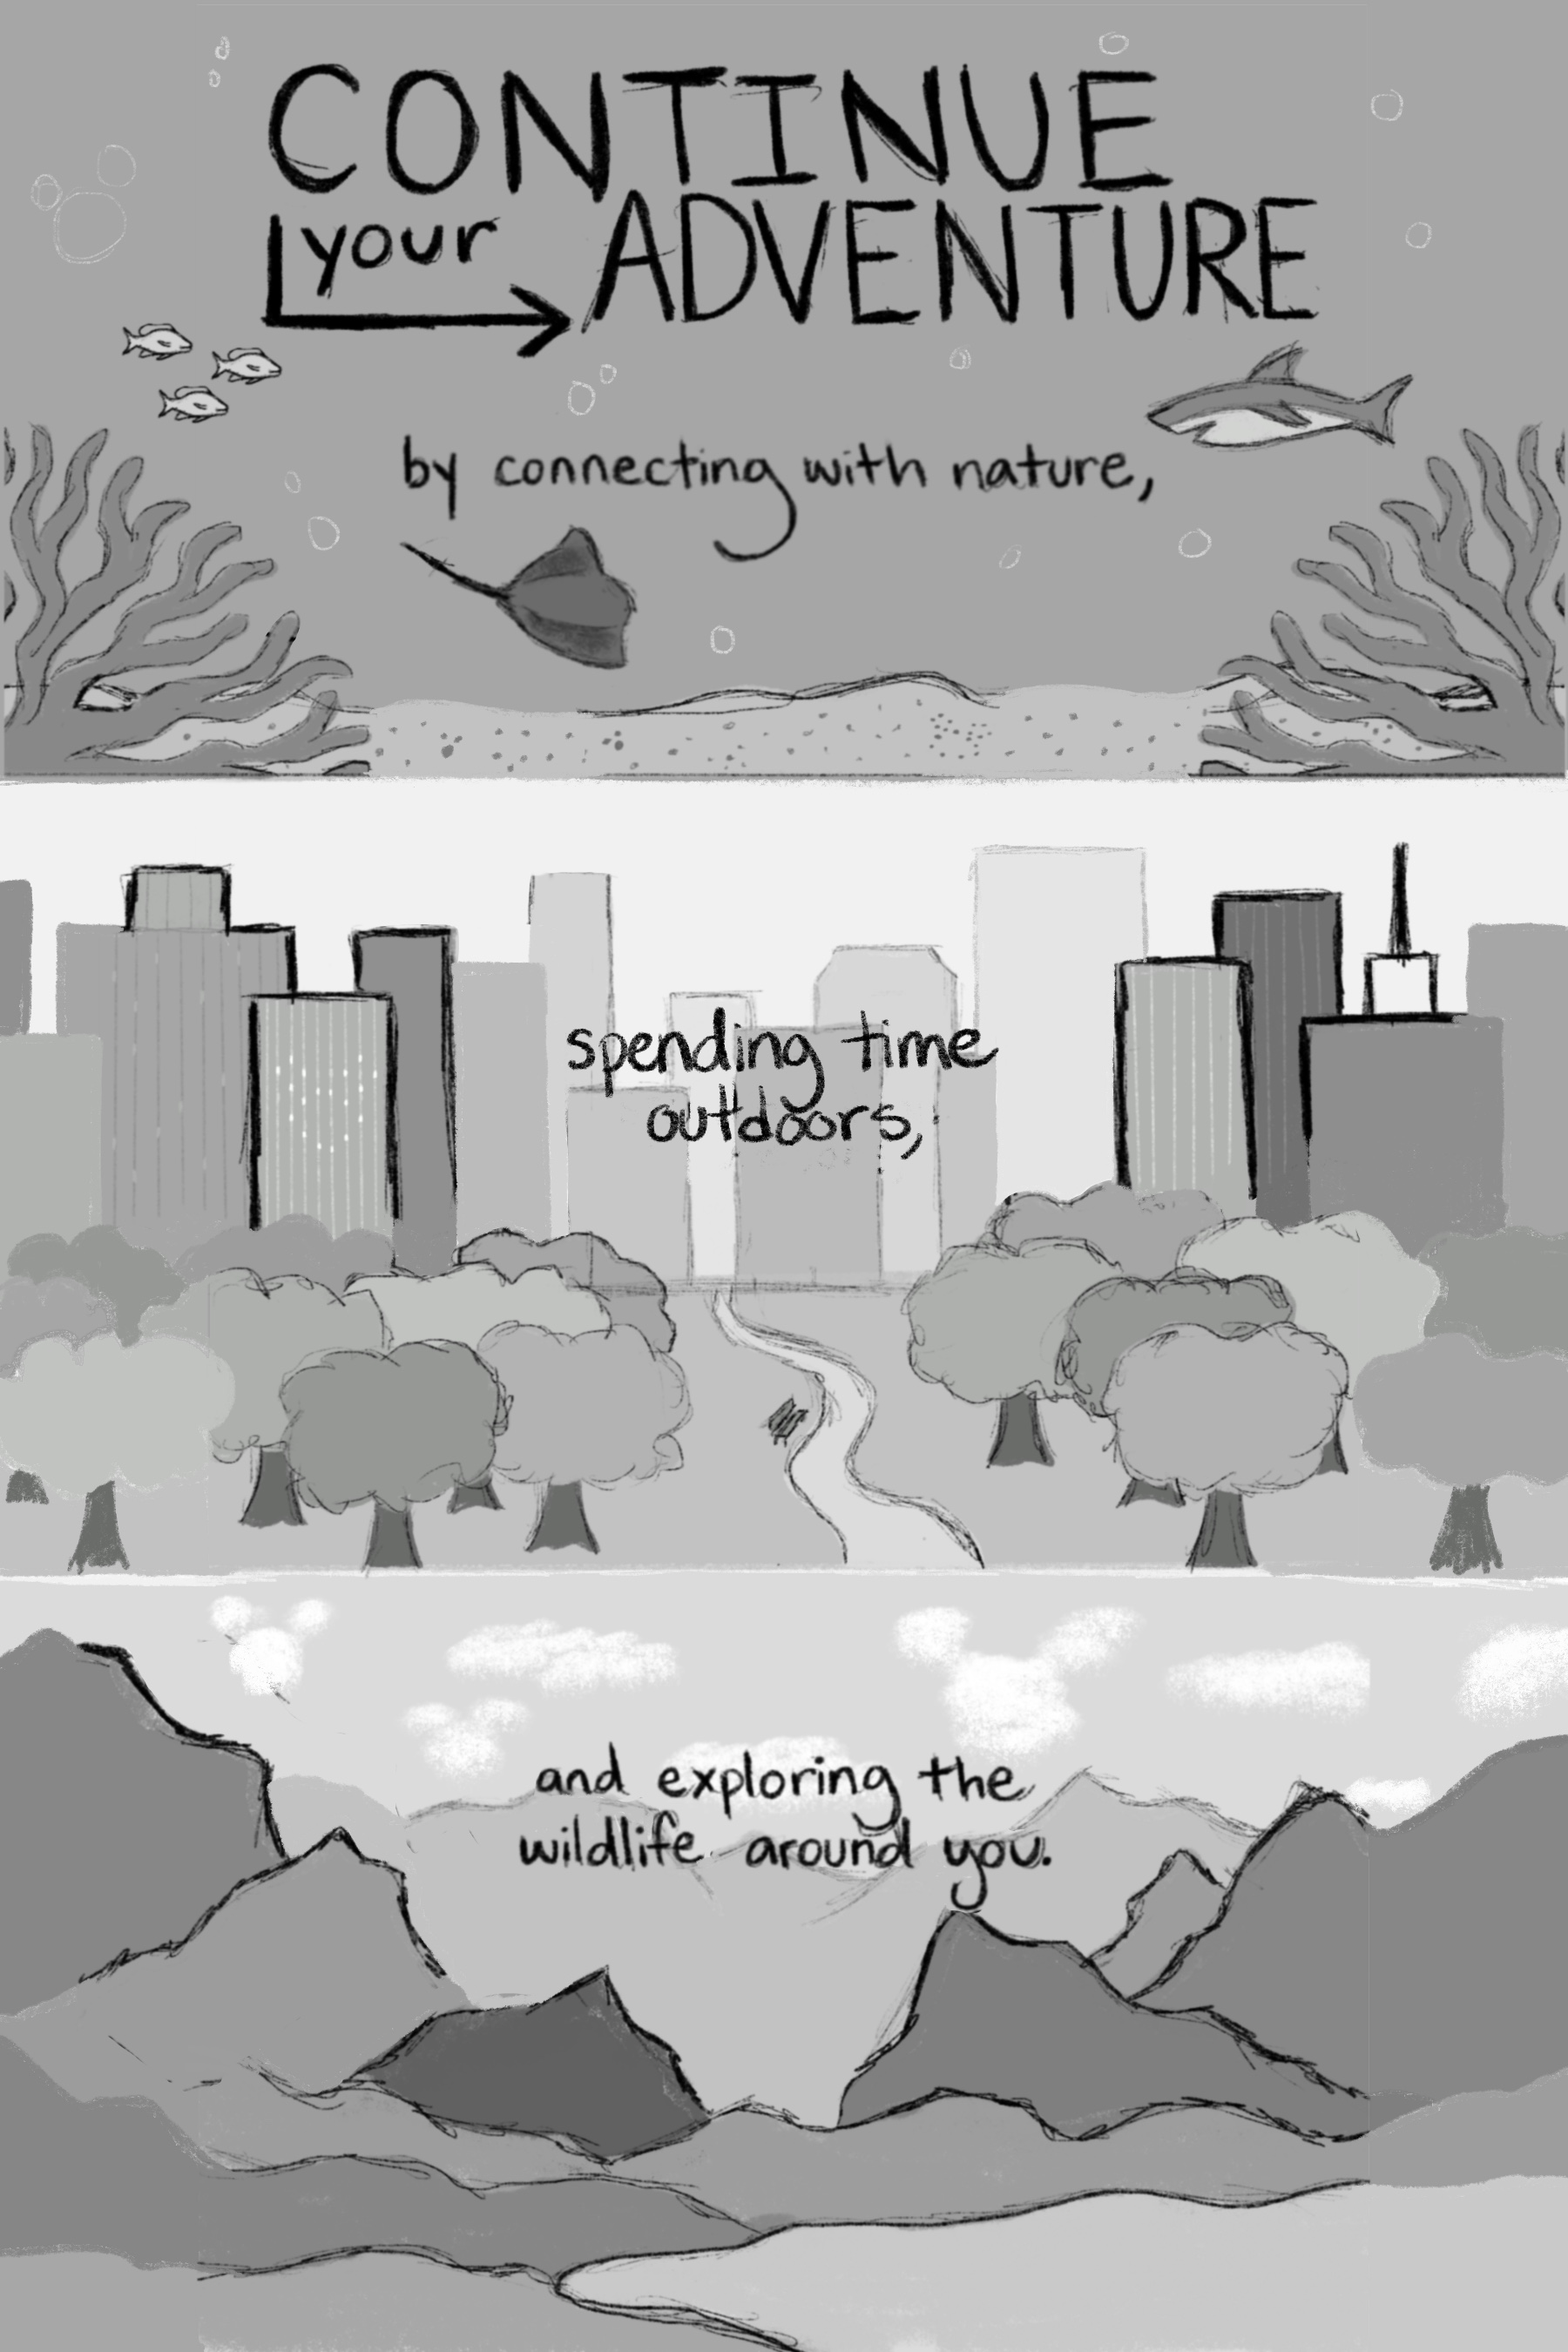 CONTINUE
your ADVENTURE
by connecting with nature,
spending time
outdoors,
and exploring the
wildlife around you.